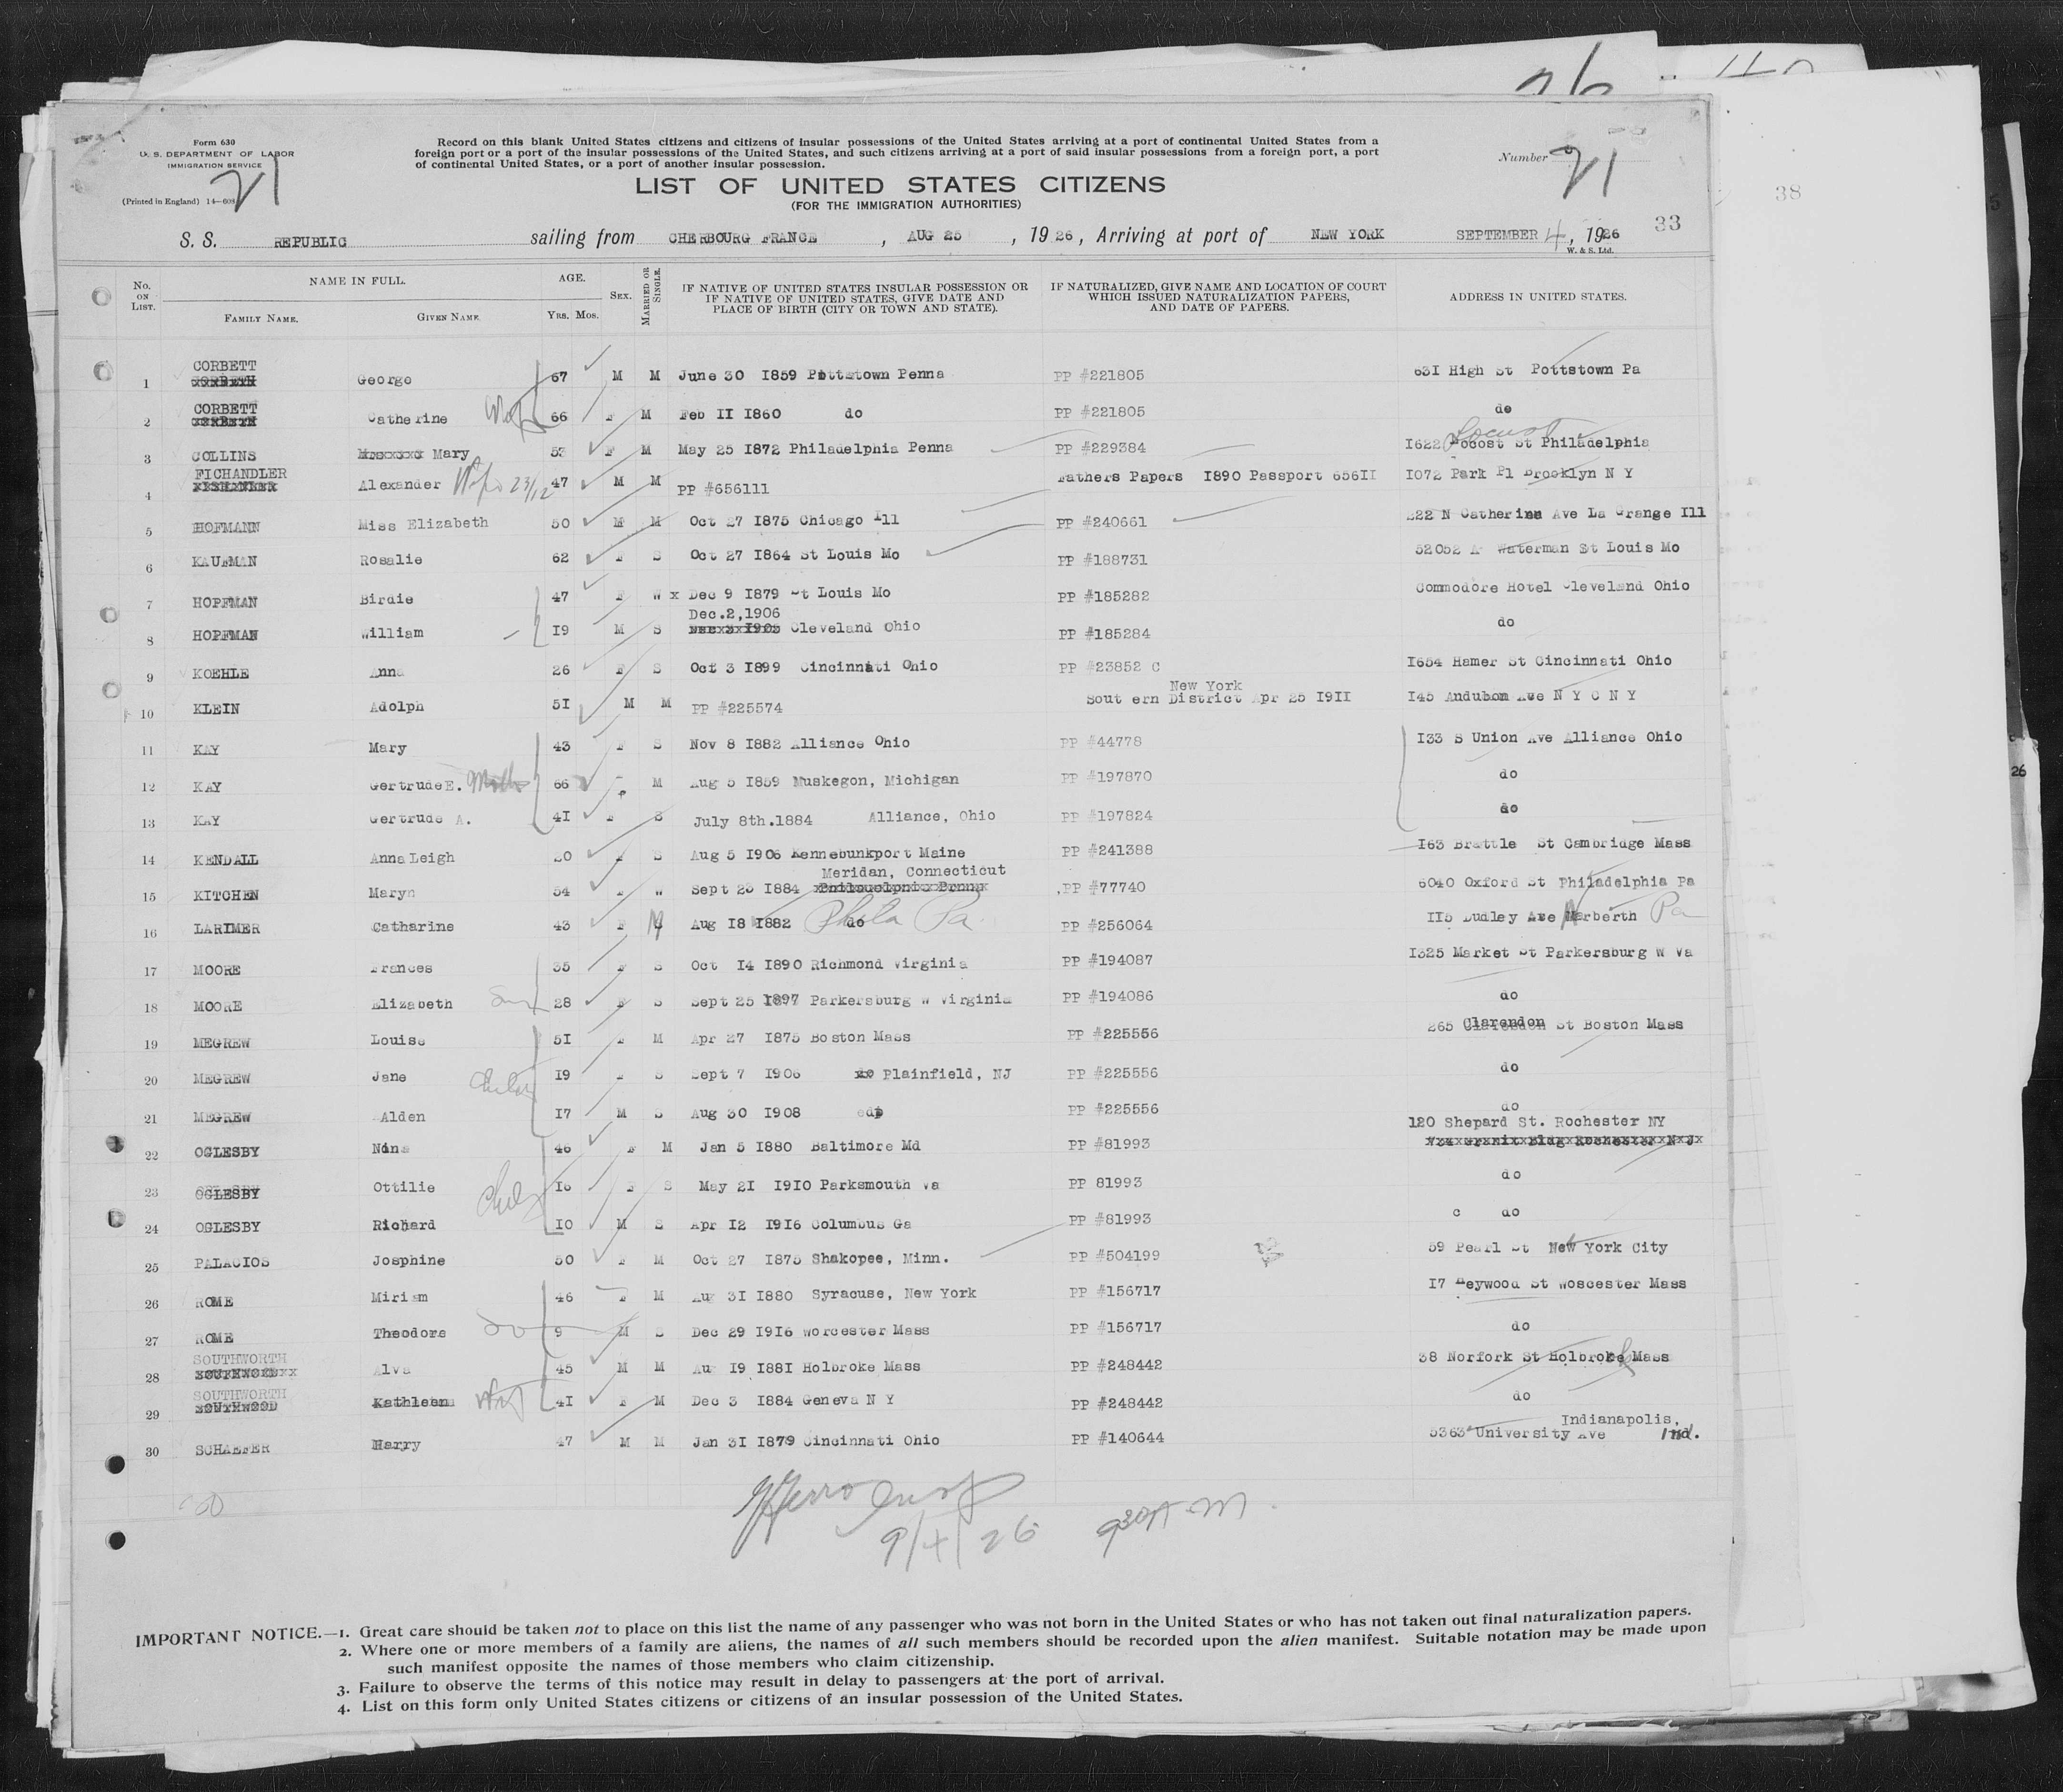 Form 630
U. S. DEPARTMENT OF LABOR
IMMIGRATION SERVICE
(Printed in England) 14—608
21
Record on this blank United States citizens and citizens of insular possessions of the United States arriving at a port of continental United States from a
foreign port or a port of the insular possessions of the United States, and such citizens arriving at a port of said insular possessions from a foreign port, a port
of continental United States, or a port of another insular possession.
Number 21
38
LIST OF UNITED STATES CITIZENS
(FOR THE IMMIGRATION AUTHORITIES)
33
S. S. REPUBLIC sailing from CHERBOURG FRANCE, AUG 25, 1926, Arriving at port of NEW YORK SEPTEMBER 4, 1926
W. & S. Ltd.
No. ON LIST. NAME IN FULL. FAMILY NAME. GIVEN NAME. AGE. YRS. MOS. SEX. MARRIED OR SINGLE. IF NATIVE OF UNITED STATES INSULAR POSSESSION OR IF NATIVE OF UNITED STATES, GIVE DATE AND PLACE OF BIRTH (CITY OR TOWN AND STATE). IF NATURALIZED, GIVE NAME AND LOCATION OF COURT WHICH ISSUED NATURALIZATION PAPERS, AND DATE OF PAPERS. ADDRESS IN UNITED STATES.
1 CORBETT George 67 M M June 30 1859 Pottstown Penna PP #221805 631 High St Pottstown Pa
2 CORBETT Catherine Wife 66 F M Feb 11 1860 do PP #221805 do
3 COLLINS Mary 53 F M May 25 1872 Philadelphia Penna PP #229384 1622 Locust St Philadelphia
4 FICHANDLER Alexander 47 M M PP #656111 Fathers Papers 1890 Passport 65611 1072 Park Pl Brooklyn N Y
5 HOFMANN Miss Elizabeth 50 M Oct 27 1875 Chicago Ill PP #240661 222 N Catherine Ave La Grange Ill
6 KAUFMAN Rosalie 62 F S Oct 27 1864 St Louis Mo PP #188731 52052 A Waterman St Louis Mo
7 HOFFMAN Birdie 47 F W x Dec 9 1879 St Louis Mo PP #185282 Commodore Hotel Cleveland Ohio
8 HOFFMAN William 19 M S Dec.2,1906 Cleveland Ohio PP #185284 do
9 KOEHLE Anna 26 F S Oct 3 1899 Cincinnati Ohio PP #23852 C 1654 Hamer St Cincinnati Ohio
10 KLEIN Adolph 51 M M PP #225574 New York Sout ern District Apr 25 1911 145 Audubon Ave N Y C N Y
11 KAY Mary 43 F S Nov 8 1882 Alliance Ohio PP #44778 133 S Union Ave Alliance Ohio
12 KAY Gertrude E. Mother 66 F M Aug 5 1859 Muskegon, Michigan PP #197870 do
13 KAY Gertrude A. 41 F S July 8th.1884 Alliance, Ohio PP #197824 do
14 KENDALL Anna Leigh 20 F S Aug 5 1906 Kennebunkport Maine PP #241388 163 Brattle St Cambridge Mass
15 KITCHEN Maryn 54 F W Sept 25 1884 Meridan, Connecticut PP #77740 6040 Oxford St Philadelphia Pa
16 LARIMER Catharine 43 F M Aug 18 1882 do Phila Pa. PP #256064 115 Dudley Ave Narberth Pa
17 MOORE Frances 35 F S Oct 14 1890 Richmond Virginia PP #194087 1325 Market St Parkersburg W Va
18 MOORE Elizabeth 28 F S Sept 25 1897 Parkersburg W Virginia PP #194086 do
19 MEGREW Louise 51 F M Apr 27 1875 Boston Mass PP #225556 265 Clarendon St Boston Mass
20 MEGREW Jane 19 F S Sept 7 1906 Plainfield, NJ PP #225556 do
21 MEGREW Alden 17 M S Aug 30 1908 PP #225556 do
22 OGLESBY Nina 46 F M Jan 5 1880 Baltimore Md PP #81993 120 Shepard St. Rochester NY
23 OGLESBY Ottilie 16 F S May 21 1910 Parksmouth Va PP 81993 do
24 OGLESBY Richard 10 M S Apr 12 1916 Columbus Ga PP #81993 c do
25 PALACIOS Josphine 50 F M Oct 27 1875 Shakopee, Minn. PP #504199 59 Pearl St New York City
26 ROME Miriam 46 F M Aug 31 1880 Syracuse, New York PP #156717 17 Heywood St Woscester Mass
27 ROME Theodore 9 M S Dec 29 1916 Worcester Mass PP #156717 do
28 SOUTHWORTH Alva 45 M M Aug 19 1881 Holbroke Mass PP #248442 38 Norfork St Holbroke Mass
29 SOUTHWORTH Kathleen Wife 41 F M Dec 3 1884 Geneva N Y PP #248442 do
30 SCHAEFER Harry 47 M M Jan 31 1879 Cincinnati Ohio PP #140644 5363 University Ave Indianapolis, Ind.
9/4/26 930 A-M
IMPORTANT NOTICE.—1. Great care should be taken not to place on this list the name of any passenger who was not born in the United States or who has not taken out final naturalization papers.
2. Where one or more members of a family are aliens, the names of all such members should be recorded upon the alien manifest. Suitable notation may be made upon
such manifest opposite the names of those members who claim citizenship.
3. Failure to observe the terms of this notice may result in delay to passengers at the port of arrival.
4. List on this form only United States citizens or citizens of an insular possession of the United States.